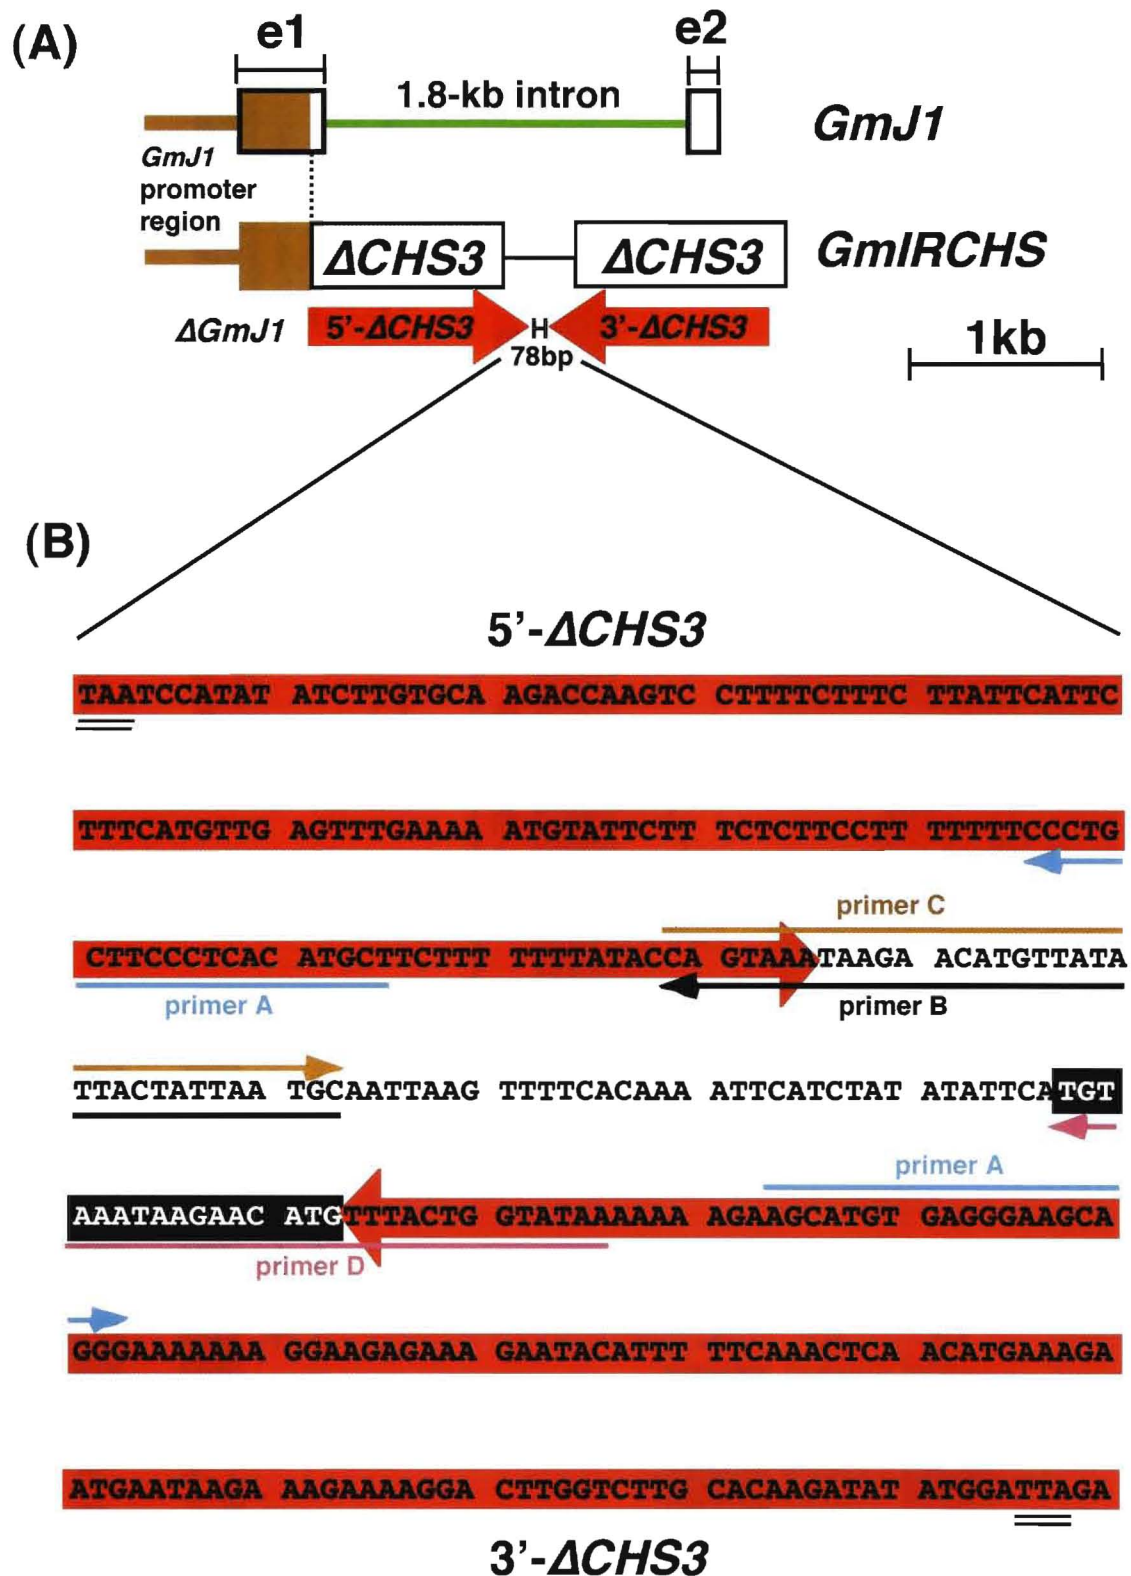 (A)
e1
e2
1.8-kb intron
GmJ1
GmJ1
promoter
region
ΔCHS3
ΔCHS3
GmIRCHS
ΔGmJ1
5’-ΔCHS3
H
3’-ΔCHS3
78bp
1kb
(B)
5’-ΔCHS3
TAATCCATAT ATCTTGTGCA AGACCAAGTC CTTTTCTTTC TTATTCATTC
TTTCATGTTG AGTTTGAAAA ATGTATTCTT TCTCTTCCTT TTTTTCCCTG
primer C
CTTCCCTCAC ATGCTTCTTT TTTTATACCA GTAAATAAGA ACATGTTATA
primer A
primer B
TTACTATTAA TGCAATTAAG TTTTCACAAA ATTCATCTAT ATATTCATGT
primer A
AAATAAGAAC ATGTTTACTG GTATAAAAAA AGAAGCATGT GAGGGAAGCA
primer D
GGGAAAAAAA GGAAGAGAAA GAATACATTT TTCAAACTCA ACATGAAAGA
ATGAATAAGA AAGAAAAGGA CTTGGTCTTG CACAAGATAT ATGGATTAGA
3’-ΔCHS3